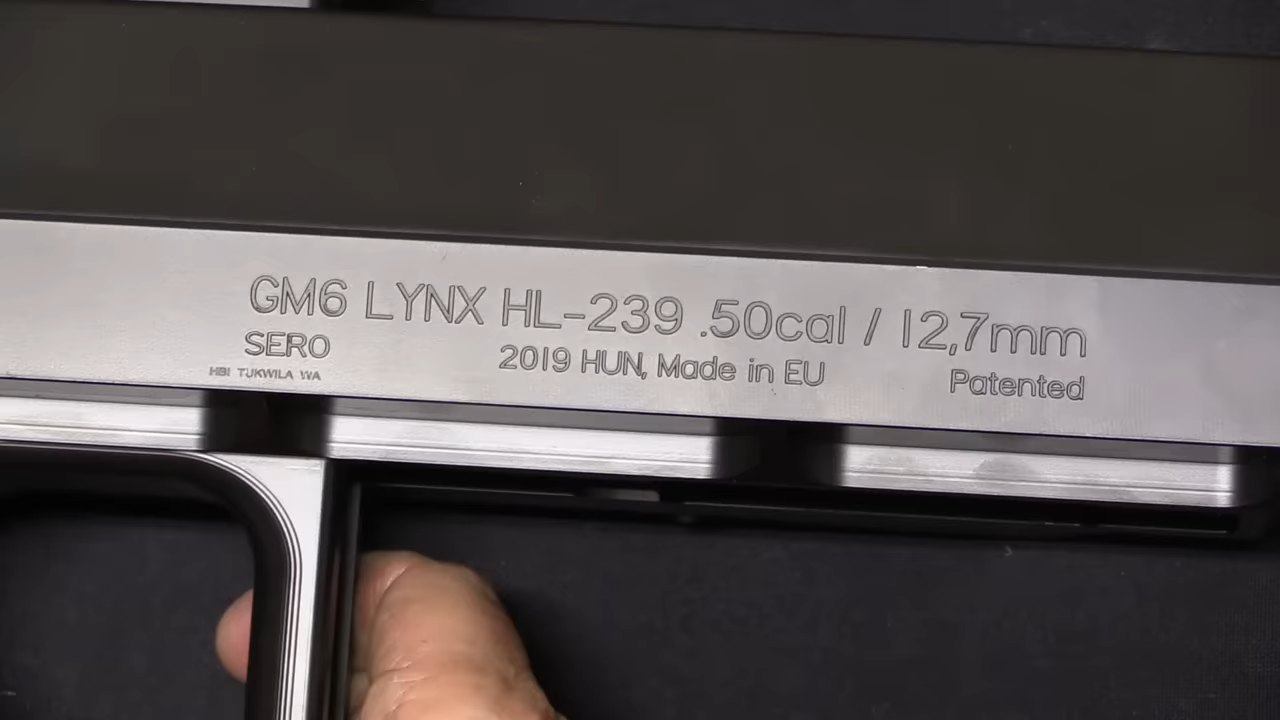 GM6 LYNX HL-239 .50cal / 12,7mm
SERO
2019 HUN, Made in EU
Patented
HBI TUKWILA WA